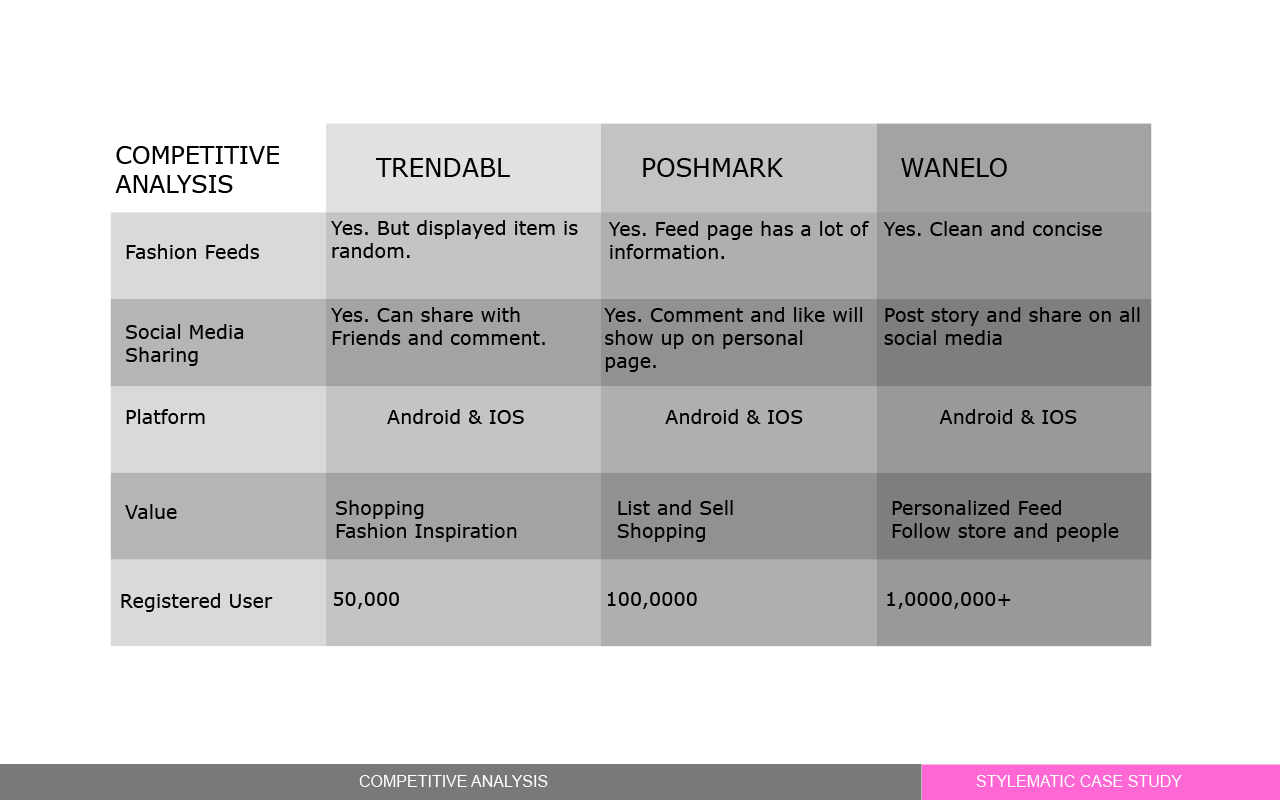 COMPETITIVE
ANALYSIS
TRENDABL
POSHMARK
WANELO
Fashion Feeds
Yes. But displayed item is
random.
Yes. Feed page has a lot of
information.
Yes. Clean and concise
Social Media
Sharing
Yes. Can share with
Friends and comment.
Yes. Comment and like will
show up on personal
page.
Post story and share on all
social media
Platform
Android & IOS
Android & IOS
Android & IOS
Value
Shopping
Fashion Inspiration
List and Sell
Shopping
Personalized Feed
Follow store and people
Registered User
50,000
100,0000
1,0000,000+
COMPETITIVE ANALYSIS
STYLEMATIC CASE STUDY